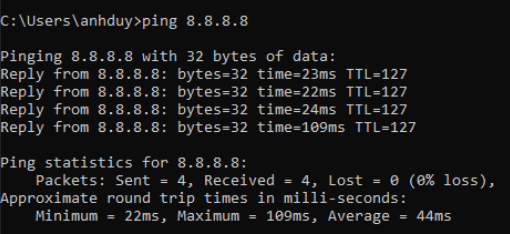 C:\Users\anhduy>ping 8.8.8.8
Pinging 8.8.8.8 with 32 bytes of data:
Reply from 8.8.8.8: bytes=32 time=23ms TTL=127
Reply from 8.8.8.8: bytes=32 time=22ms TTL=127
Reply from 8.8.8.8: bytes=32 time=24ms TTL=127
Reply from 8.8.8.8: bytes=32 time=109ms TTL=127
Ping statistics for 8.8.8.8:
Packets: Sent = 4, Received = 4, Lost = 0 (0% loss),
Approximate round trip times in milli-seconds:
Minimum = 22ms, Maximum = 109ms, Average = 44ms